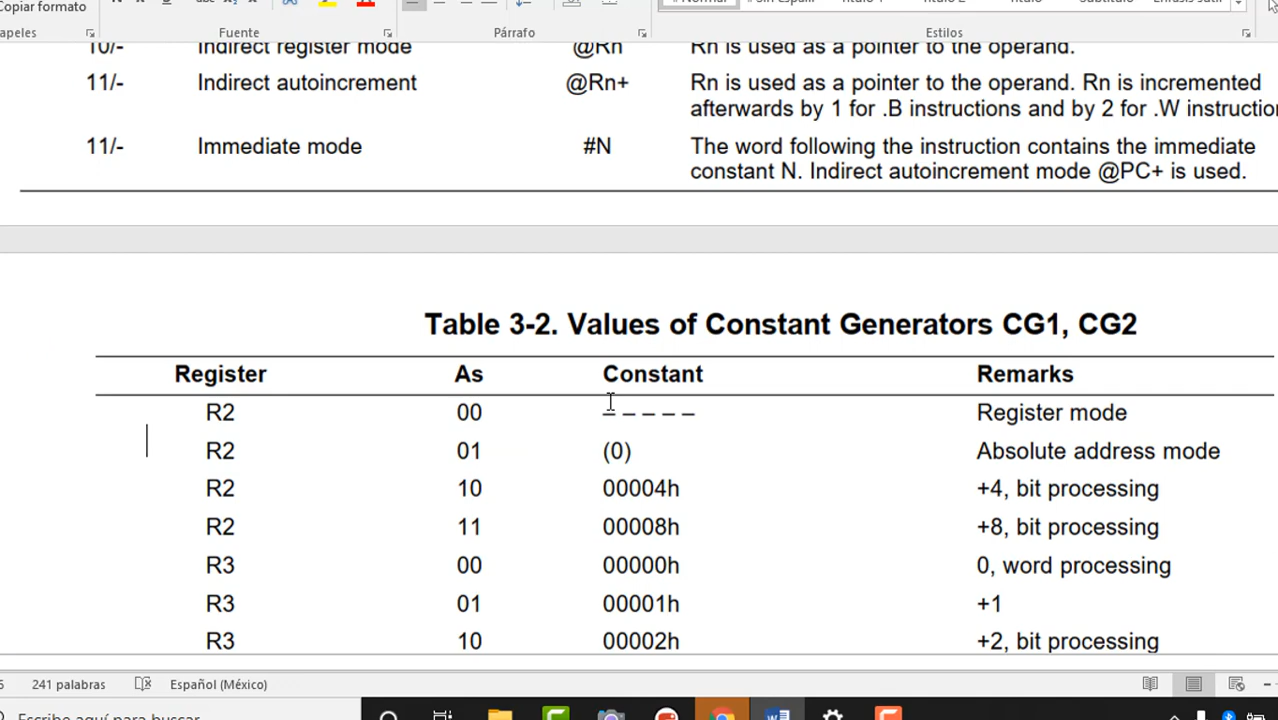 Copiar formato
apeles
Fuente
Párrafo
Estilos
10/- Indirect register mode @Rn Rn is used as a pointer to the operand.
11/- Indirect autoincrement @Rn+ Rn is used as a pointer to the operand. Rn is incremented
afterwards by 1 for .B instructions and by 2 for .W instructio
11/- Immediate mode #N The word following the instruction contains the immediate
constant N. Indirect autoincrement mode @PC+ is used.
Table 3-2. Values of Constant Generators CG1, CG2
Register As Constant Remarks
R2 00 – – – – – Register mode
R2 01 (0) Absolute address mode
R2 10 00004h +4, bit processing
R2 11 00008h +8, bit processing
R3 00 00000h 0, word processing
R3 01 00001h +1
R3 10 00002h +2, bit processing
241 palabras Español (México)
Escribe aquí para buscar